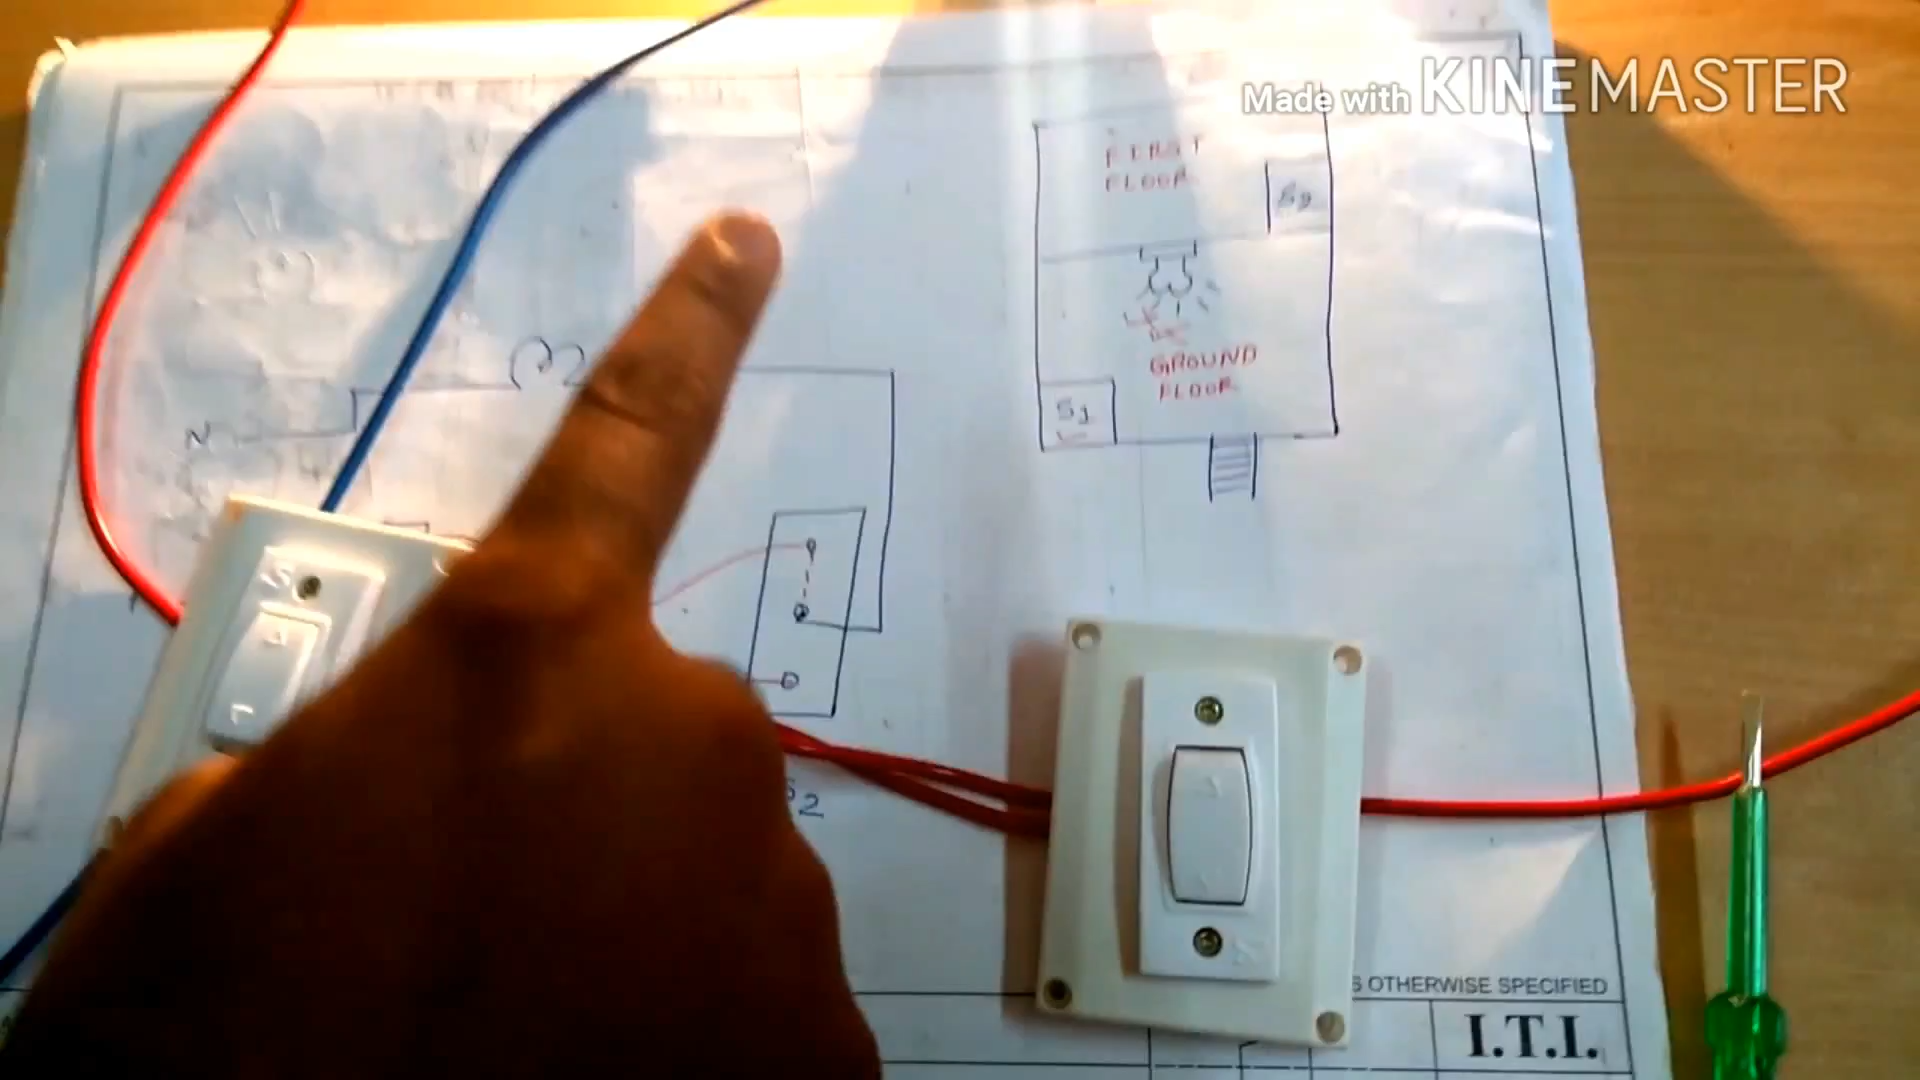 Made with KINEMASTER
FIRST
FLOOR
S2
GROUND
FLOOR
S1
N
S2
S OTHERWISE SPECIFIED
I.T.I.